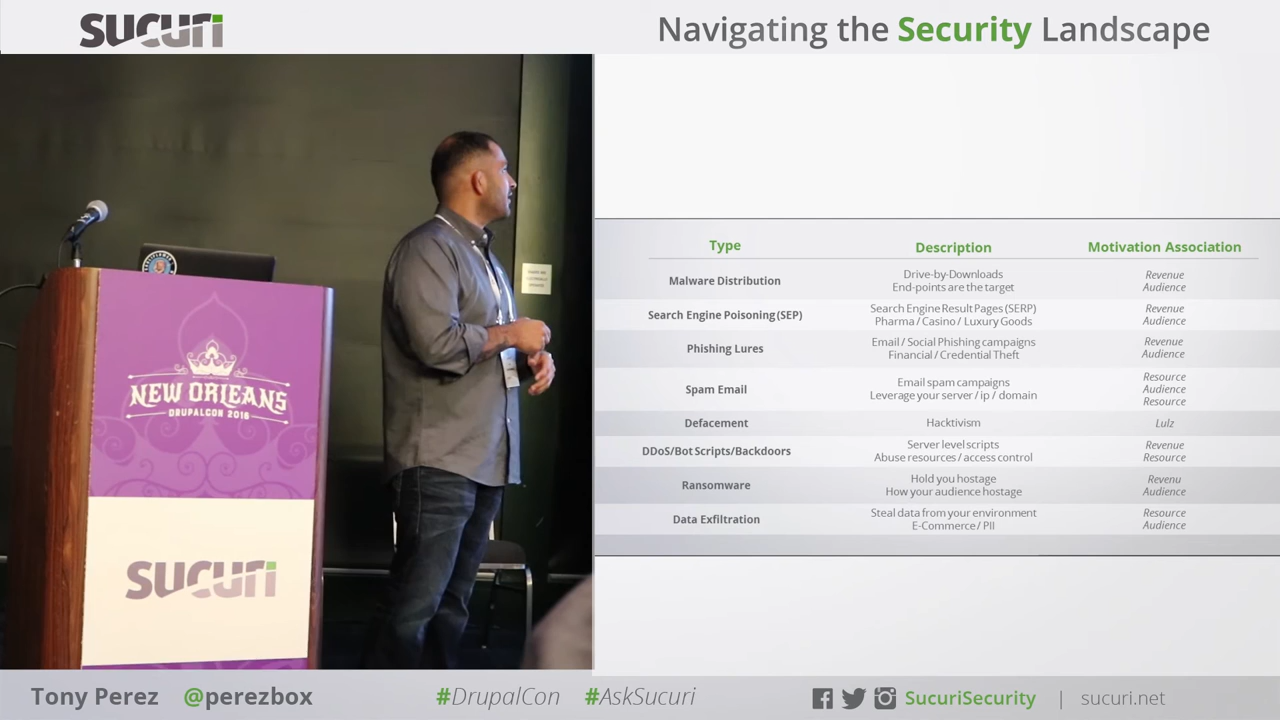 sucuri
Navigating the Security Landscape
NEW ORLEANS
DRUPALCON 2016
sucuri
Type Description Motivation Association
Malware Distribution
Drive-by-Downloads
End-points are the target
Revenue
Audience
Search Engine Poisoning (SEP)
Search Engine Result Pages (SERP)
Pharma / Casino / Luxury Goods
Revenue
Audience
Phishing Lures
Email / Social Phishing campaigns
Financial / Credential Theft
Revenue
Audience
Spam Email
Email spam campaigns
Leverage your server / ip / domain
Resource
Audience
Resource
Defacement
Hacktivism
Lulz
DDoS/Bot Scripts/Backdoors
Server level scripts
Abuse resources / access control
Revenue
Resource
Ransomware
Hold you hostage
How your audience hostage
Revenu
Audience
Data Exfiltration
Steal data from your environment
E-Commerce / PII
Resource
Audience
Tony Perez @perezbox #DrupalCon #AskSucuri SucuriSecurity | sucuri.net